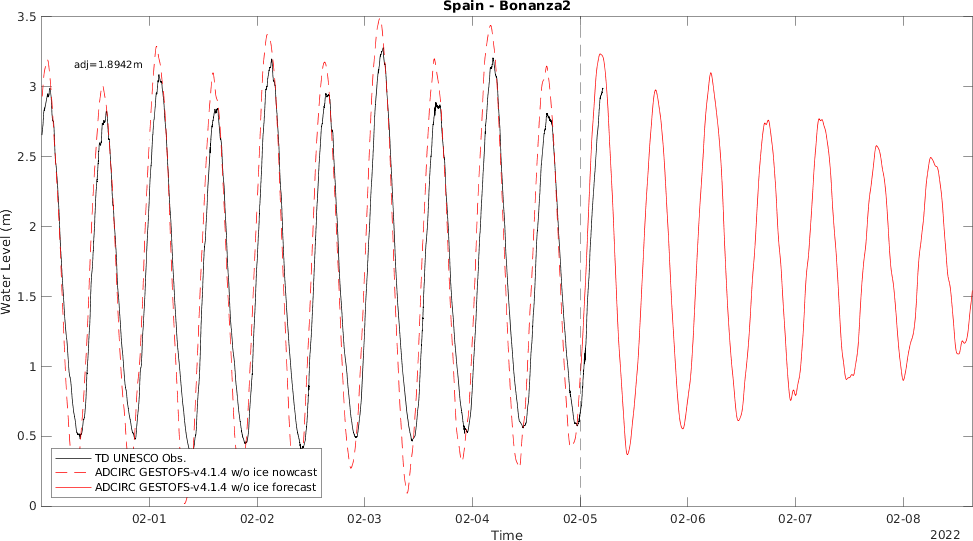 Spain - Bonanza2
3.5
3
2.5
2
1.5
1
0.5
0
Water Level (m)
adj=1.8942m
TD UNESCO Obs.
ADCIRC GESTOFS-v4.1.4 w/o ice nowcast
ADCIRC GESTOFS-v4.1.4 w/o ice forecast
02-01 02-02 02-03 02-04 02-05 02-06 02-07 02-08
2022
Time